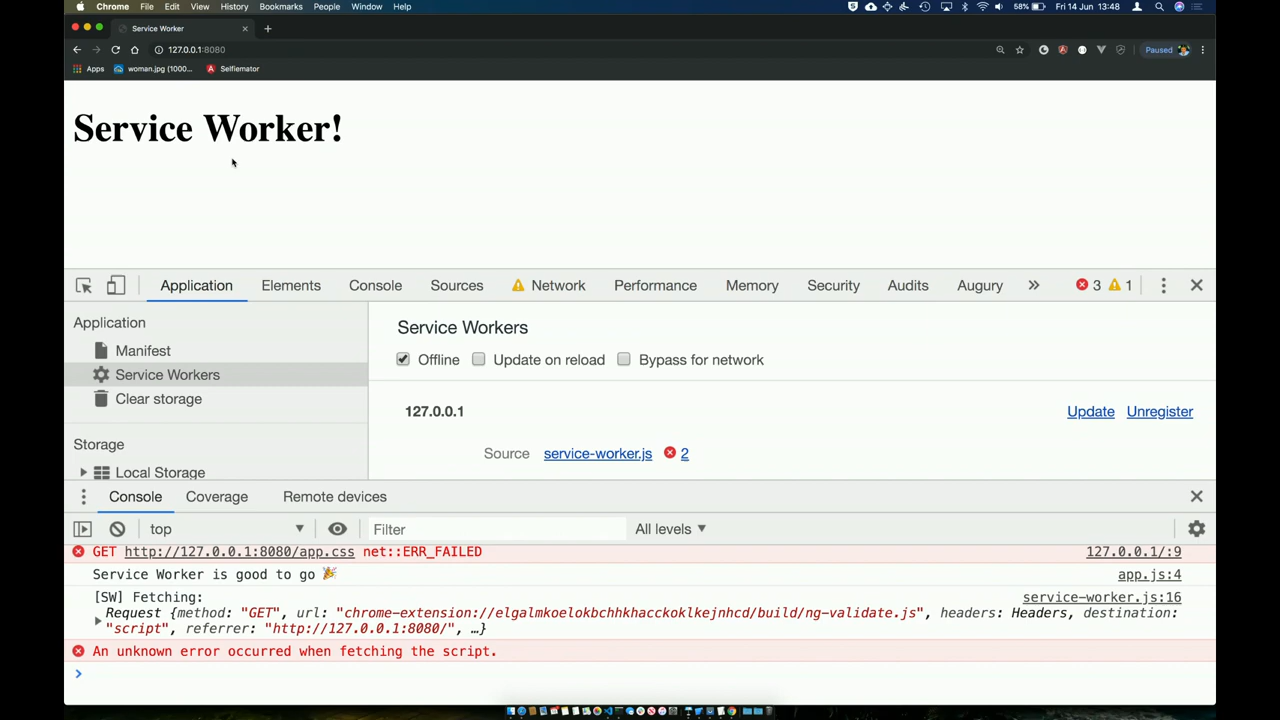 Chrome File Edit View History Bookmarks People Window Help 58% Fri 14 Jun 13:48
Service Worker
127.0.0.1:8080 Paused
Apps woman.jpg (1000... Selfiemator
Service Worker!
Application Elements Console Sources Network Performance Memory Security Audits Augury 3 1
Application
Manifest
Service Workers
Clear storage
Storage
Local Storage
Service Workers
Offline Update on reload Bypass for network
127.0.0.1 Update Unregister
Source service-worker.js 2
Console Coverage Remote devices
top Filter All levels
GET http://127.0.0.1:8080/app.css net::ERR_FAILED 127.0.0.1/:9
Service Worker is good to go 🎉 app.js:4
[SW] Fetching: service-worker.js:16
Request {method: "GET", url: "chrome-extension://elgalmkoelokbchhkhacckoklkejnhcd/build/ng-validate.js", headers: Headers, destination:
"script", referrer: "http://127.0.0.1:8080/", …}
An unknown error occurred when fetching the script.